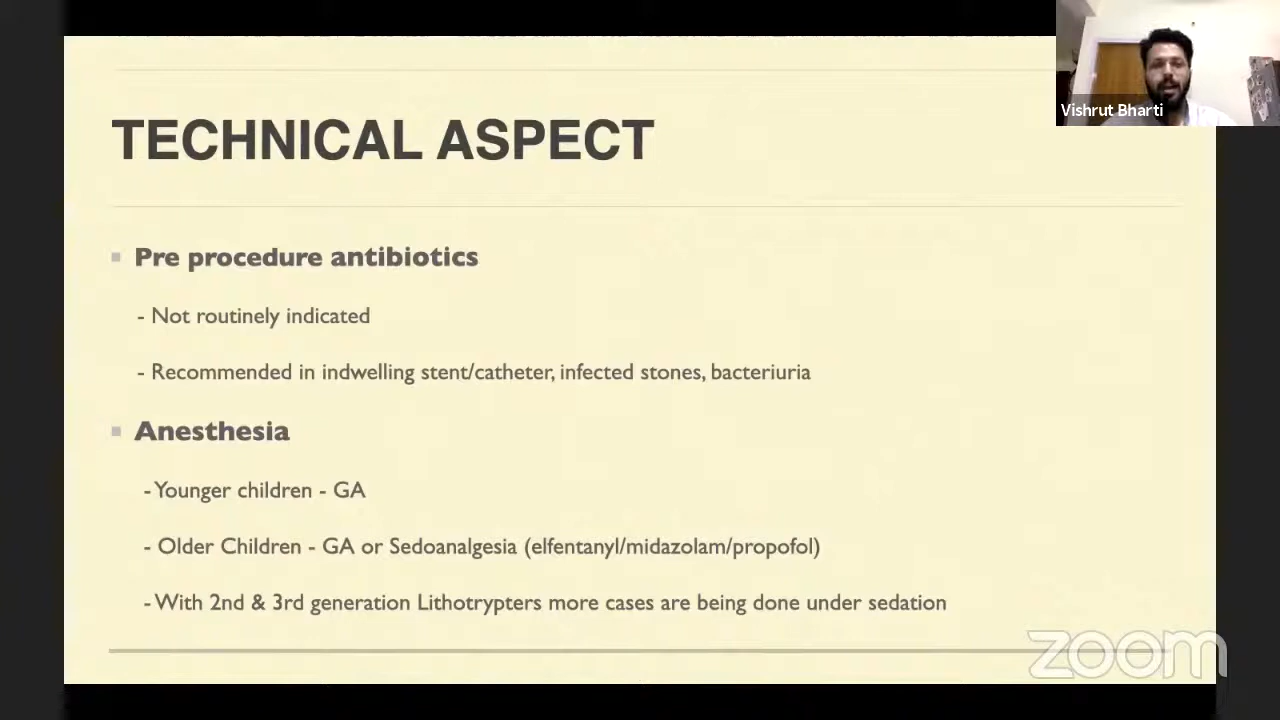 Vishrut Bharti
TECHNICAL ASPECT
Pre procedure antibiotics
- Not routinely indicated
- Recommended in indwelling stent/catheter, infected stones, bacteriuria
Anesthesia
- Younger children - GA
- Older Children - GA or Sedoanalgesia (elfentanyl/midazolam/propofol)
- With 2nd & 3rd generation Lithotrypters more cases are being done under sedation
zoom